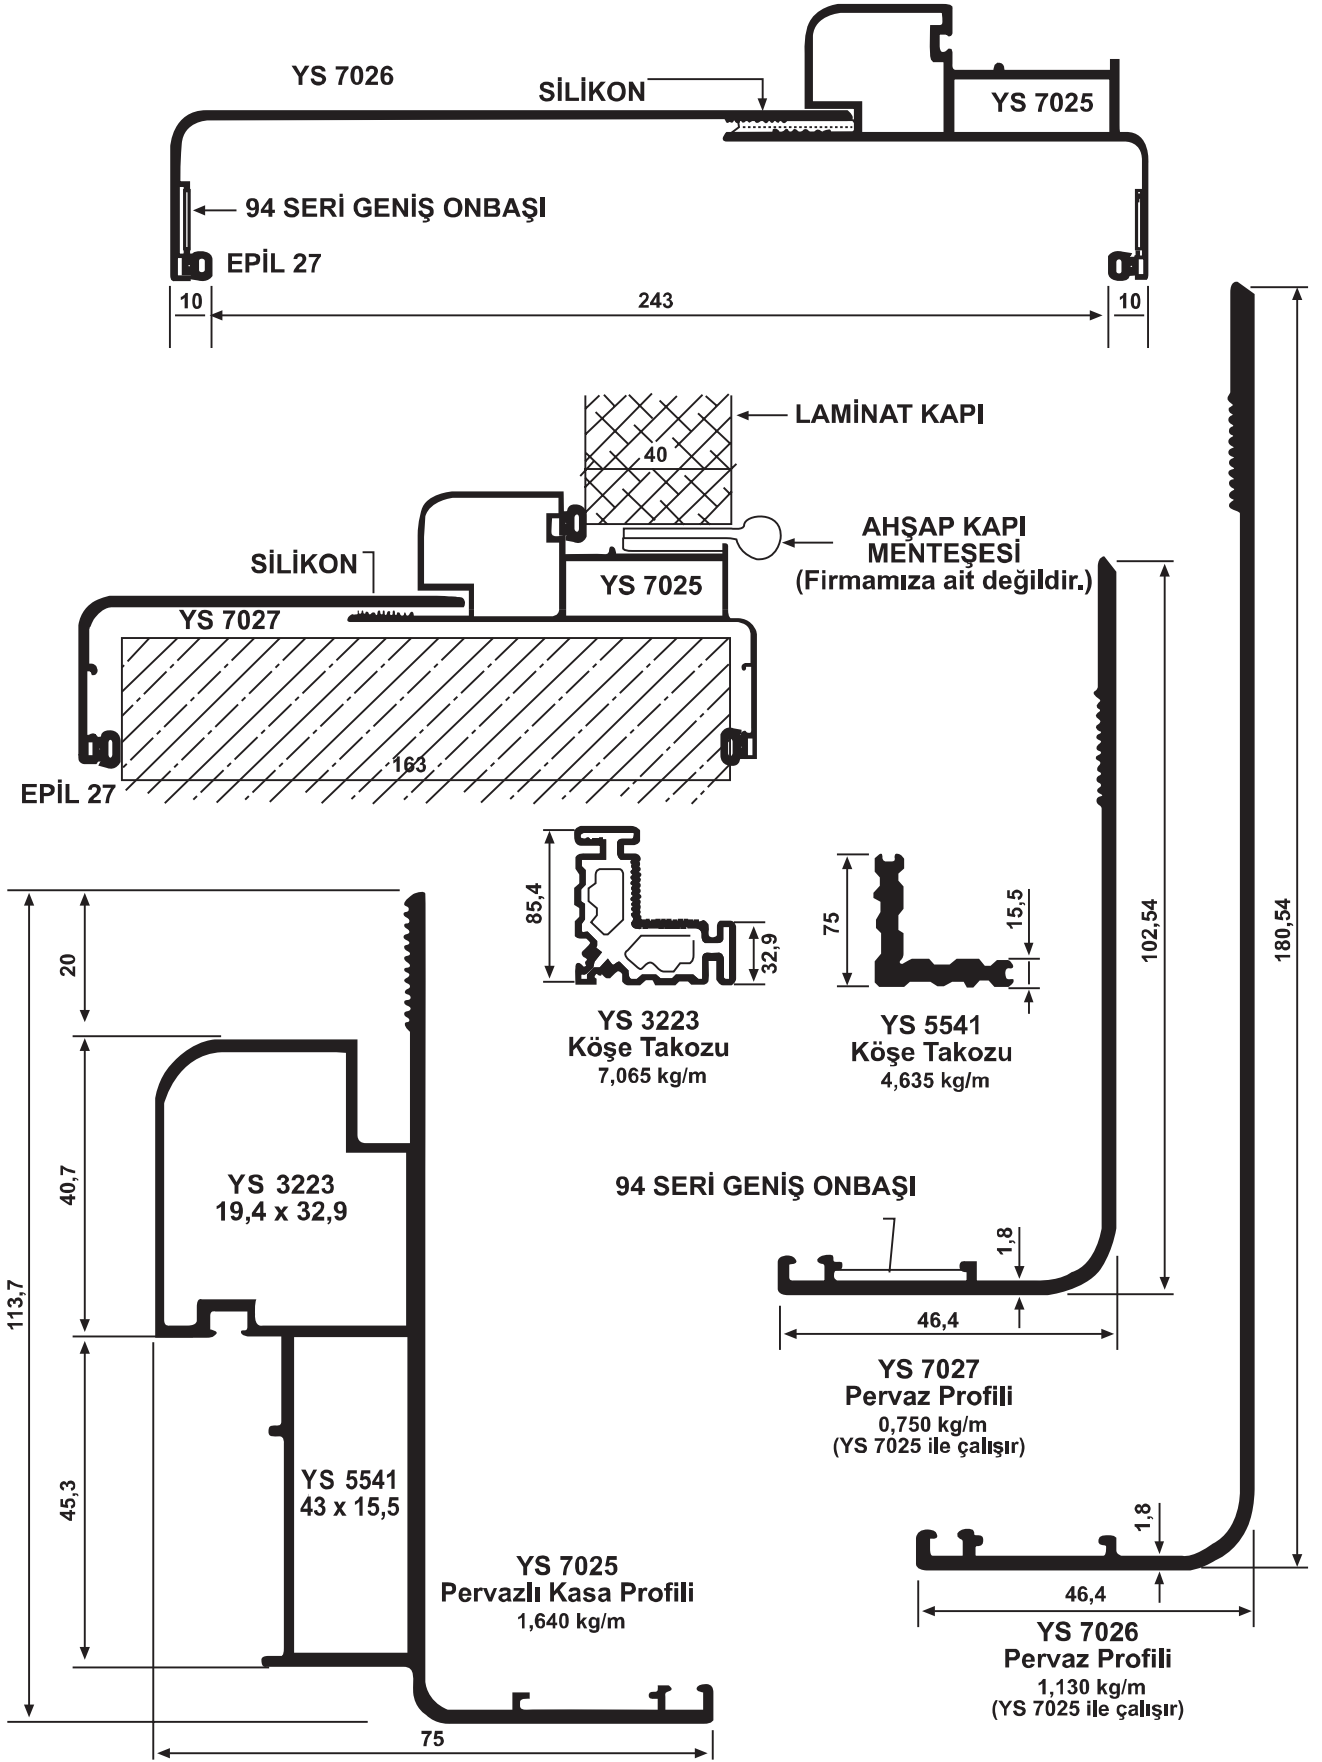 YS 7026
SİLİKON
YS 7025
94 SERİ GENİŞ ONBAŞI
EPİL 27
10
243
10
LAMİNAT KAPI
40
AHŞAP KAPI
MENTEŞESİ
(Firmamıza ait değildir.)
SİLİKON
YS 7025
YS 7027
163
EPİL 27
85,4
32,9
YS 3223
Köşe Takozu
7,065 kg/m
75
15,5
YS 5541
Köşe Takozu
4,635 kg/m
102,54
180,54
20
40,7
113,7
45,3
YS 3223
19,4 x 32,9
YS 5541
43 x 15,5
YS 7025
Pervazlı Kasa Profili
1,640 kg/m
75
94 SERİ GENİŞ ONBAŞI
1,8
46,4
YS 7027
Pervaz Profili
0,750 kg/m
(YS 7025 ile çalışır)
1,8
46,4
YS 7026
Pervaz Profili
1,130 kg/m
(YS 7025 ile çalışır)